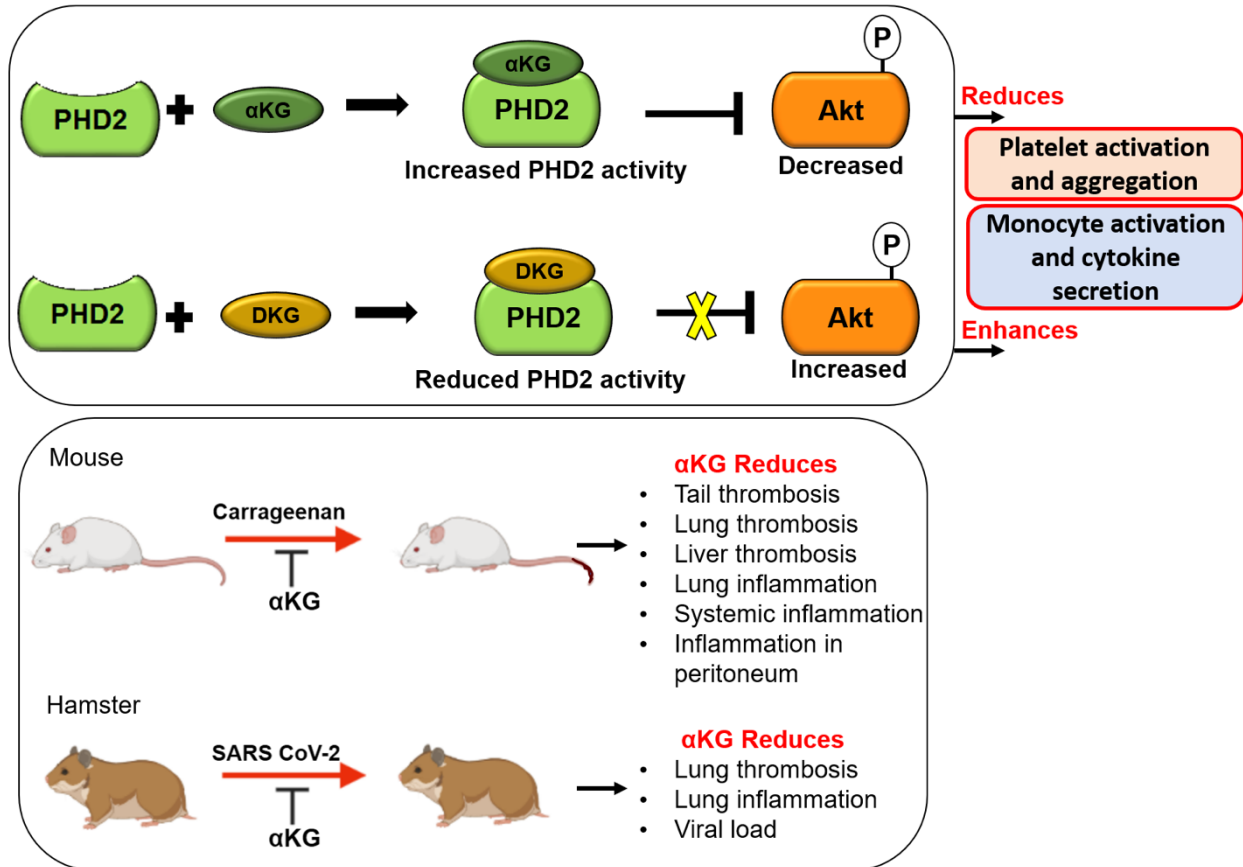 PHD2 + αKG
αKG
PHD2
Increased PHD2 activity
P
Akt
Decreased
Reduces
Platelet activation
and aggregation
Monocyte activation
and cytokine
secretion
Enhances
PHD2 + DKG
DKG
PHD2
Reduced PHD2 activity
P
Akt
Increased
Mouse
Carrageenan
αKG
αKG Reduces
• Tail thrombosis
• Lung thrombosis
• Liver thrombosis
• Lung inflammation
• Systemic inflammation
• Inflammation in
peritoneum
Hamster
SARS CoV-2
αKG
αKG Reduces
• Lung thrombosis
• Lung inflammation
• Viral load